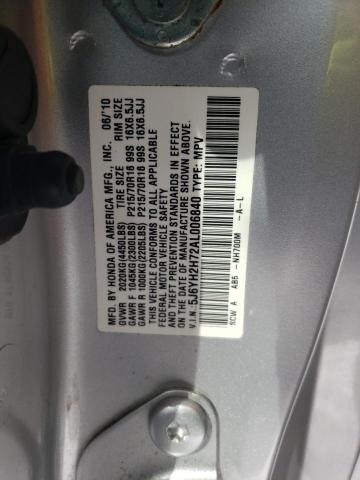 MFD. BY HONDA OF AMERICA MFG., INC. 06/'10
GVWR 2020KG(4450LBS) TIRE SIZE RIM SIZE
GAWR F 1045KG(2300LBS) P215/70R16 99S 16X6.5JJ
GAWR R 1005KG(2205LBS) P215/70R16 99S 16X6.5JJ
THIS VEHICLE CONFORMS TO ALL APPLICABLE
FEDERAL MOTOR VEHICLE SAFETY AND
THEFT PREVENTION STANDARDS IN EFFECT
ON THE DATE OF MANUFACTURE SHOWN ABOVE.
V.I.N: 5J6YH2H72AL006840 TYPE: MPV
SCW A AB5 -NH700M -A-L